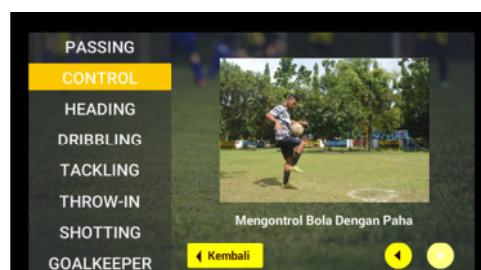 PASSING
CONTROL
HEADING
DRIBBLING
TACKLING
THROW-IN
SHOTTING
GOALKEEPER
Mengontrol Bola Dengan Paha
Kembali